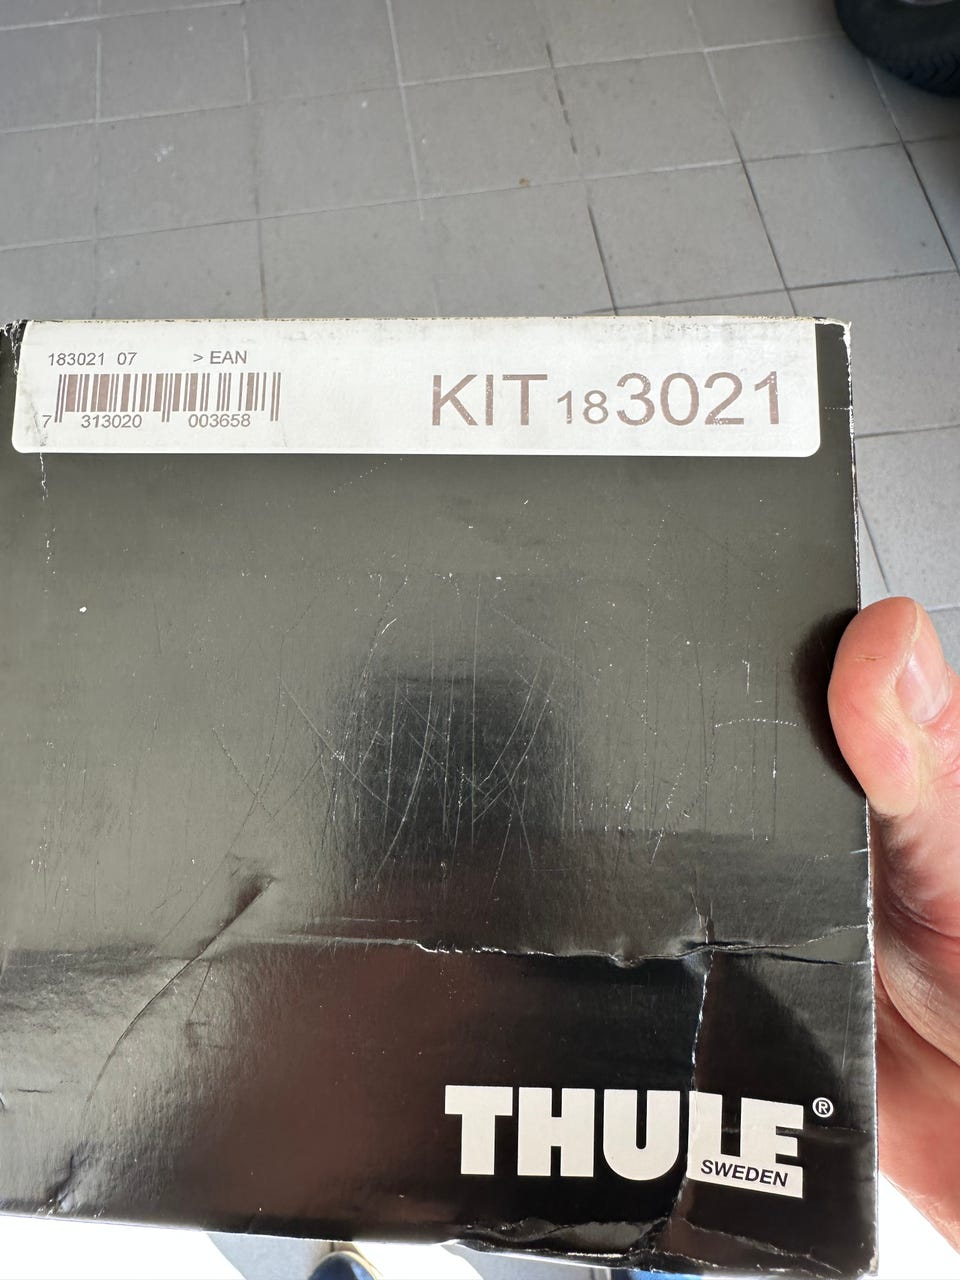 183021 07 > EAN
7 313020 003658
KIT 183021
THULE®
SWEDEN